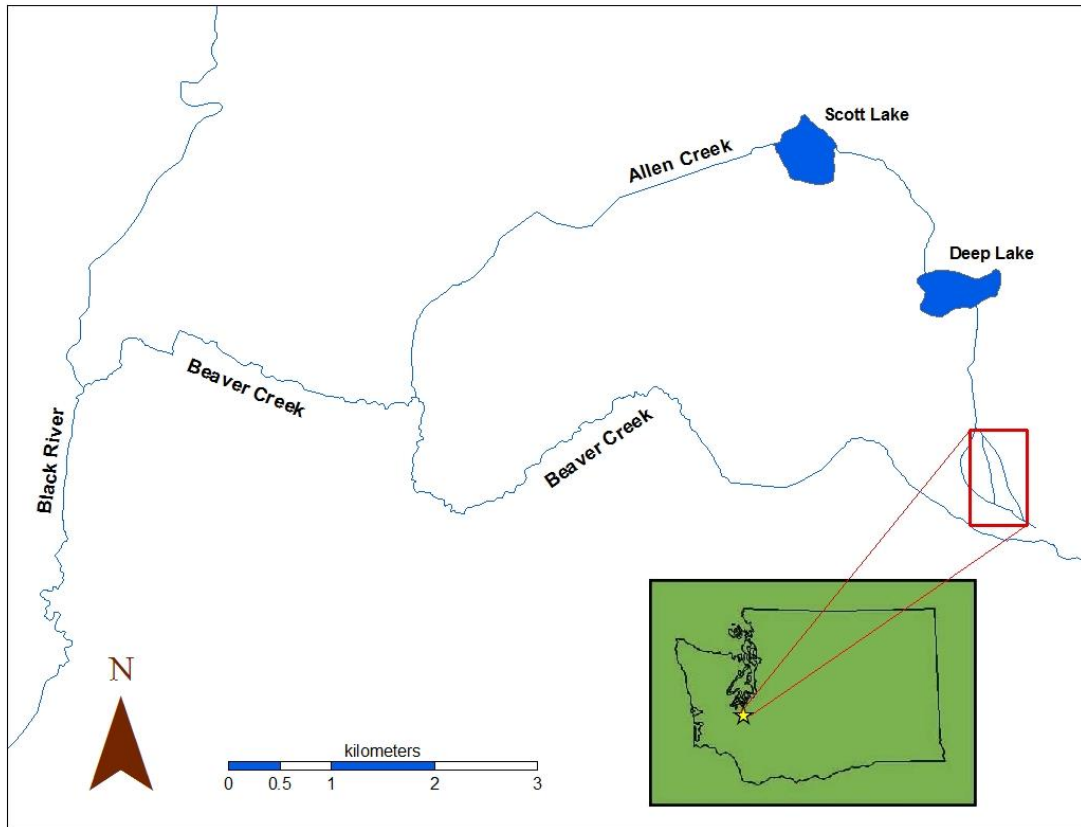 Scott Lake
Allen Creek
Deep Lake
Beaver Creek
Beaver Creek
Black River
N
kilometers
0 0.5 1 2 3